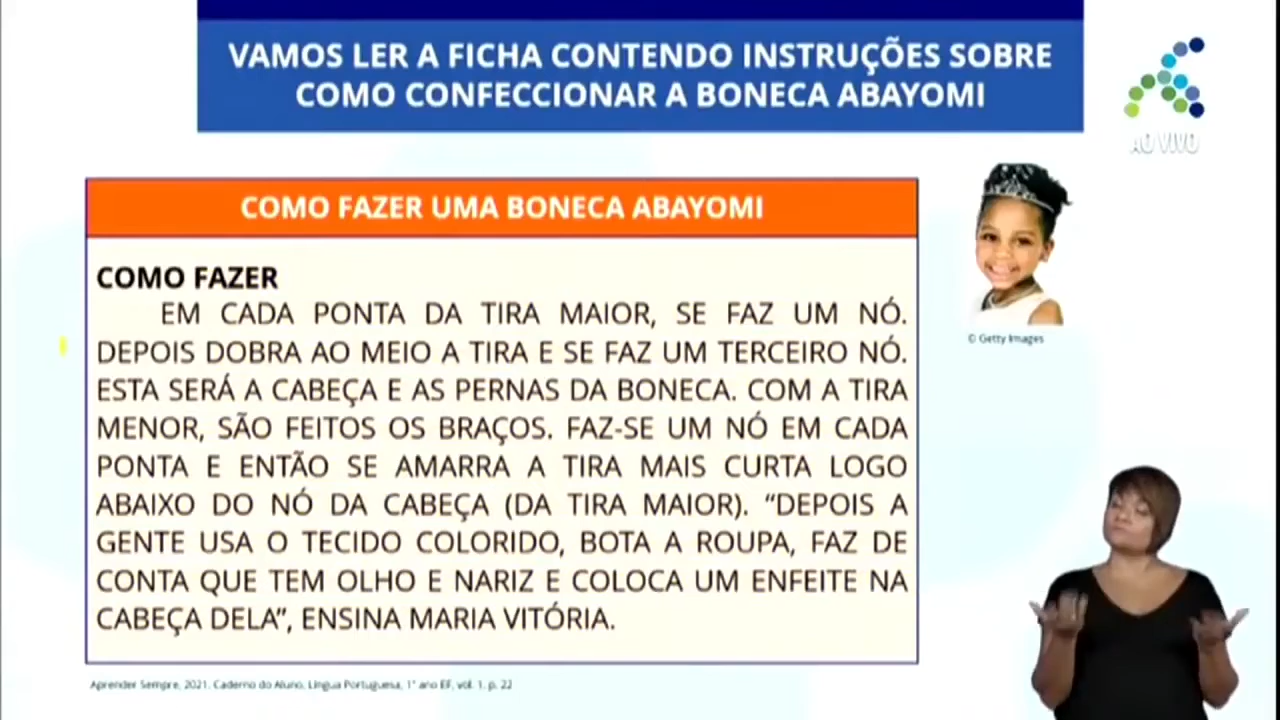 VAMOS LER A FICHA CONTENDO INSTRUÇÕES SOBRE
COMO CONFECCIONAR A BONECA ABAYOMI
AO VIVO
COMO FAZER UMA BONECA ABAYOMI
COMO FAZER
EM CADA PONTA DA TIRA MAIOR, SE FAZ UM NÓ.
DEPOIS DOBRA AO MEIO A TIRA E SE FAZ UM TERCEIRO NÓ.
ESTA SERÁ A CABEÇA E AS PERNAS DA BONECA. COM A TIRA
MENOR, SÃO FEITOS OS BRAÇOS. FAZ-SE UM NÓ EM CADA
PONTA E ENTÃO SE AMARRA A TIRA MAIS CURTA LOGO
ABAIXO DO NÓ DA CABEÇA (DA TIRA MAIOR). “DEPOIS A
GENTE USA O TECIDO COLORIDO, BOTA A ROUPA, FAZ DE
CONTA QUE TEM OLHO E NARIZ E COLOCA UM ENFEITE NA
CABEÇA DELA”, ENSINA MARIA VITÓRIA.
© Getty Images
Aprender Sempre, 2021. Caderno do Aluno, Língua Portuguesa, 1° ano EF, vol. 1. p. 22